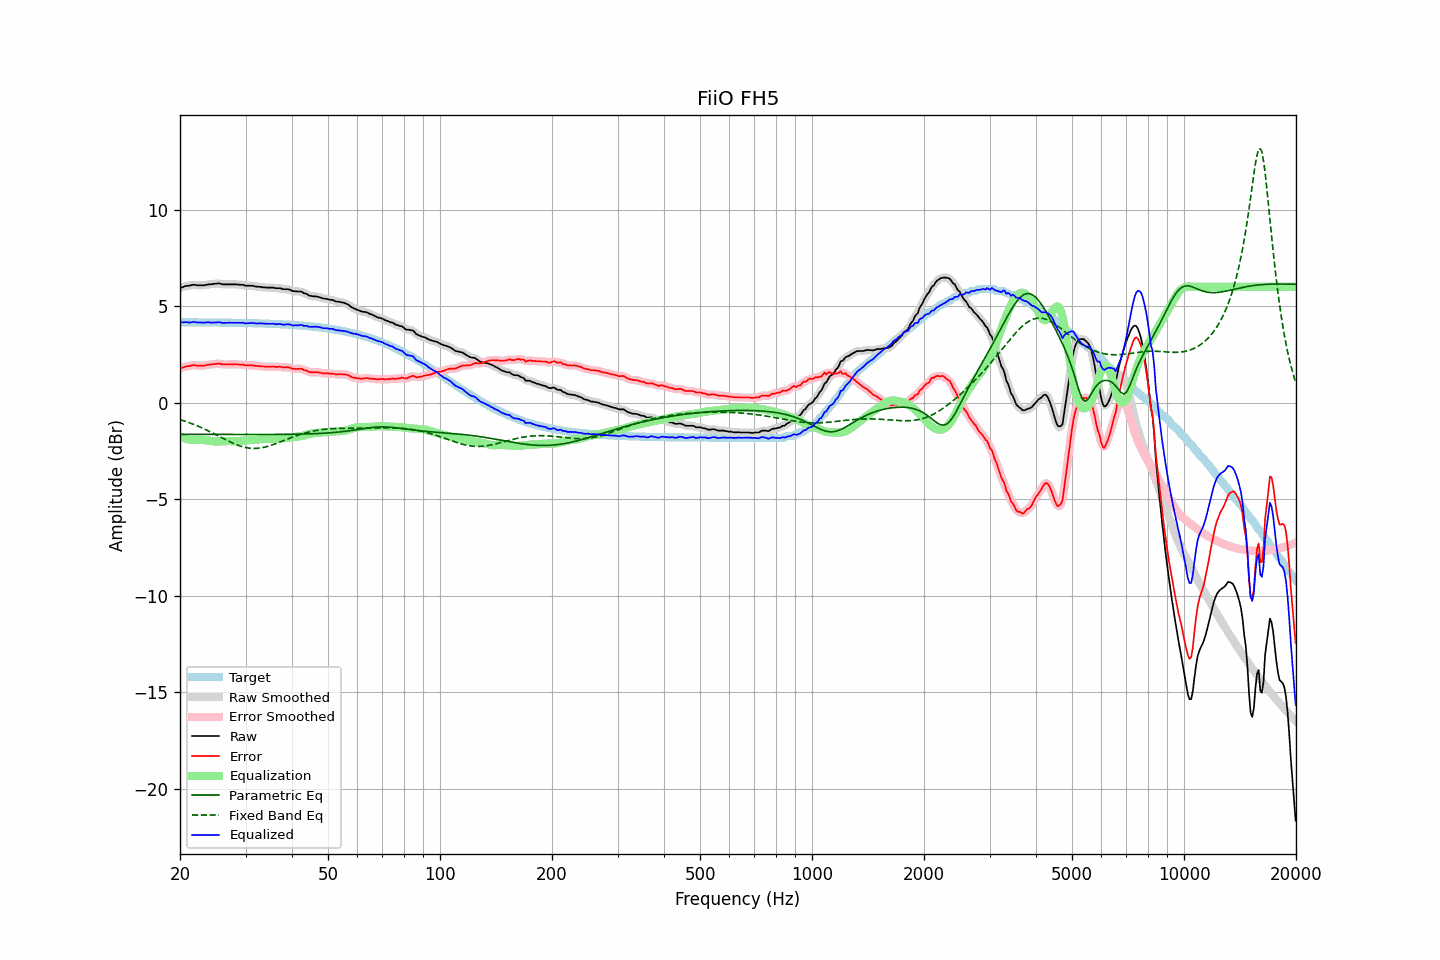 FiiO FH5
Amplitude (dBr)
10
5
0
−5
−10
−15
−20
Target
Raw Smoothed
Error Smoothed
Raw
Error
Equalization
Parametric Eq
Fixed Band Eq
Equalized
20 50 100 200 500 1000 2000 5000 10000 20000
Frequency (Hz)